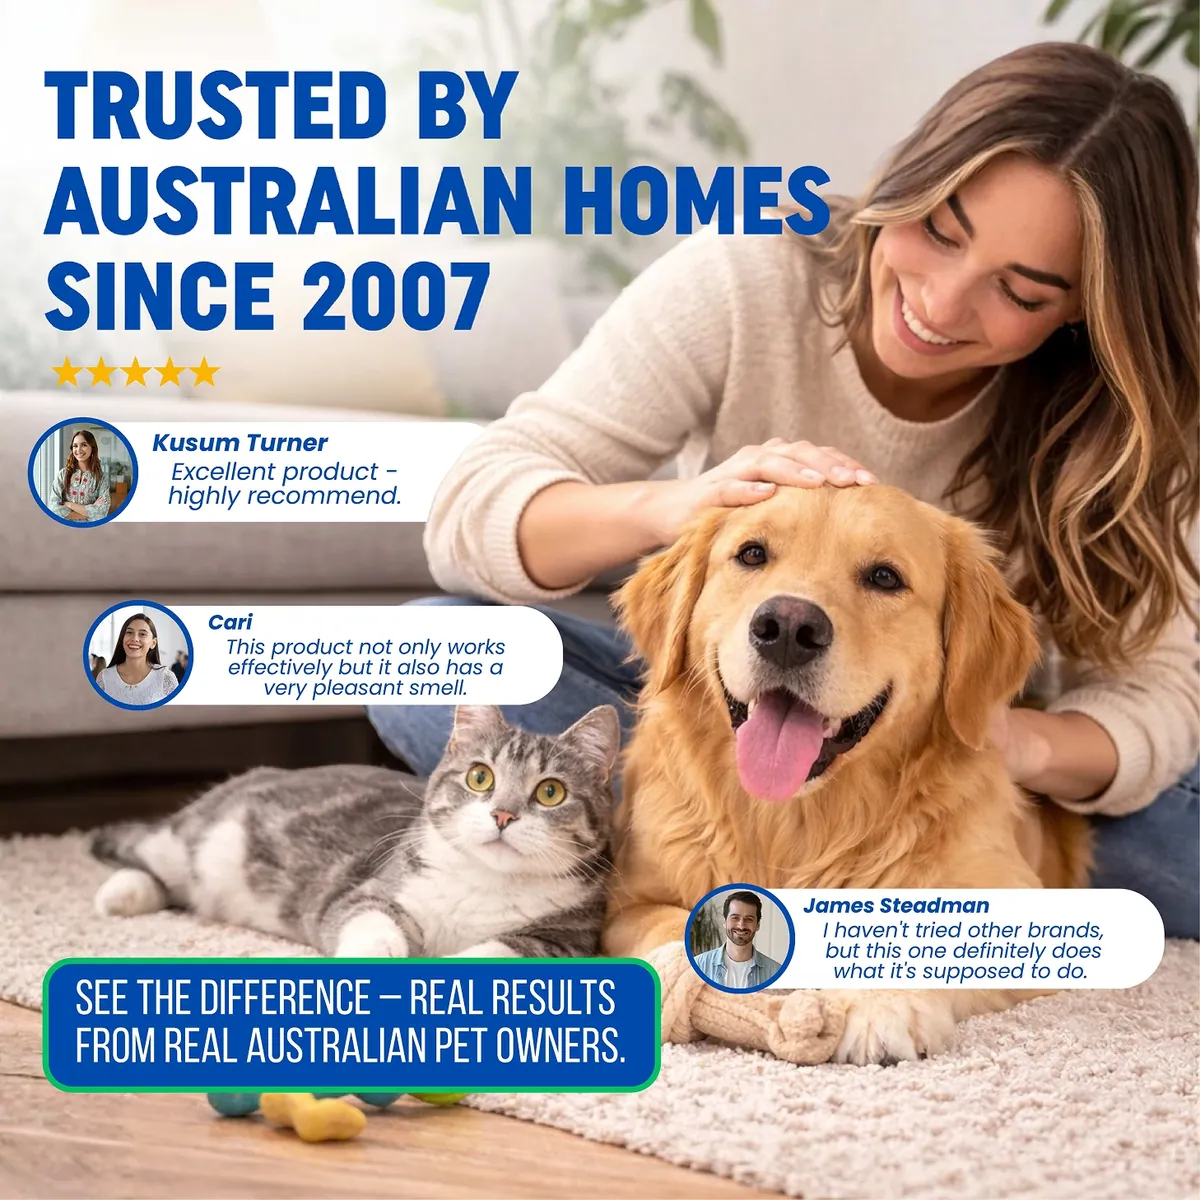 TRUSTED BY
AUSTRALIAN HOMES
SINCE 2007
Kusum Turner
Excellent product -
highly recommend.
Cari
This product not only works
effectively but it also has a
very pleasant smell.
James Steadman
I haven't tried other brands,
but this one definitely does
what it's supposed to do.
SEE THE DIFFERENCE – REAL RESULTS
FROM REAL AUSTRALIAN PET OWNERS.